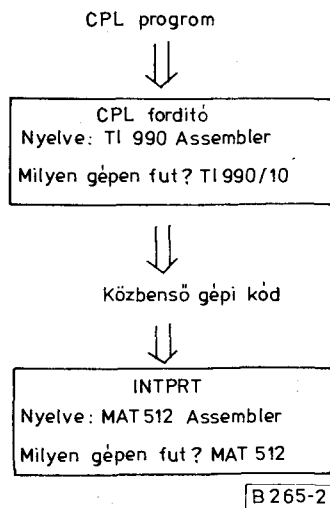 CPL progrom
CPL fordító
Nyelve: TI 990 Assembler
Milyen gépen fut? TI 990/10
Közbenső gépi kód
INTPRT
Nyelve: MAT 512 Assembler
Milyen gépen fut? MAT 512
B 265-2